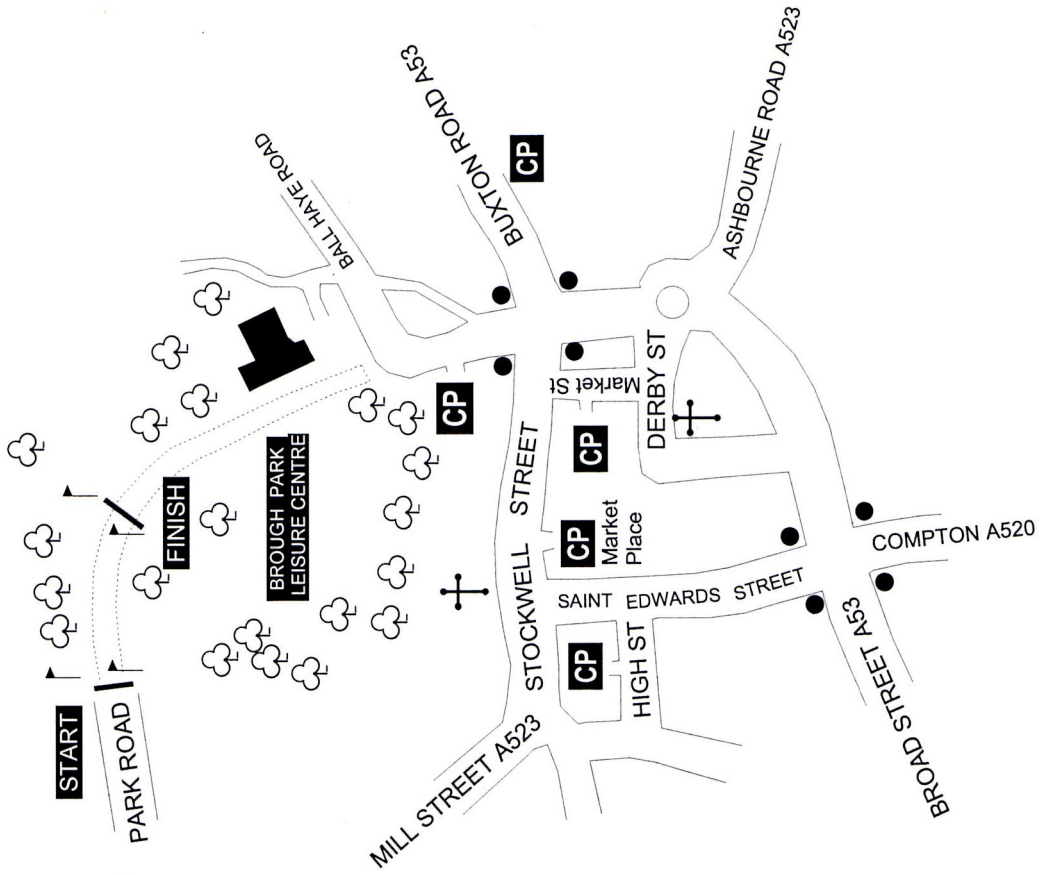 BUXTON ROAD A53
ASHBOURNE ROAD A523
BALL HAYE ROAD
CP
CP
FINISH
BROUGH PARK
LEISURE CENTRE
START
PARK ROAD
STOCKWELL STREET
Market St
DERBY ST
CP
CP
Market
Place
SAINT EDWARDS STREET
CP
HIGH ST
MILL STREET A523
COMPTON A520
BROAD STREET A53